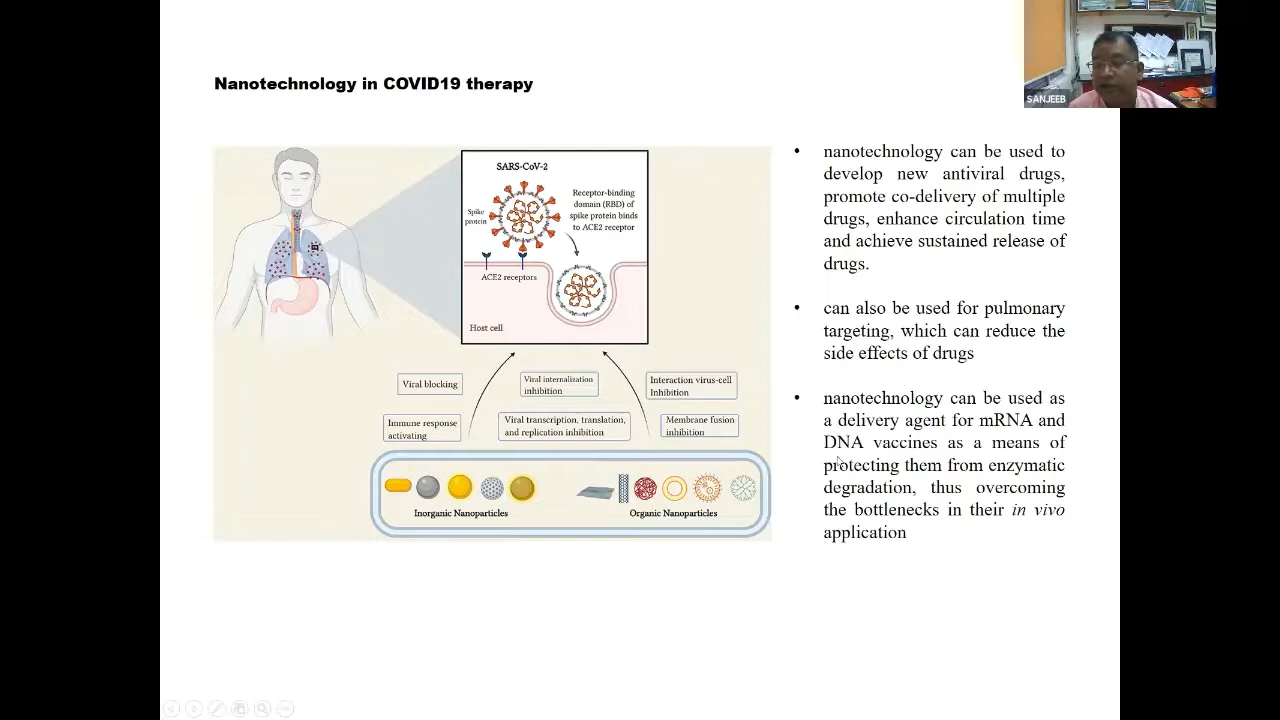 SANJEEB
Nanotechnology in COVID19 therapy
SARS-CoV-2
Spike
protein
Receptor-binding
domain (RBD) of
spike protein binds
to ACE2 receptor
ACE2 receptors
Host cell
Viral blocking
Viral internalization
inhibition
Interaction virus-cell
Inhibition
Immune response
activating
Viral transcription, translation,
and replication inhibition
Membrane fusion
inhibition
Inorganic Nanoparticles
Organic Nanoparticles
• nanotechnology can be used to
develop new antiviral drugs,
promote co-delivery of multiple
drugs, enhance circulation time
and achieve sustained release of
drugs.
• can also be used for pulmonary
targeting, which can reduce the
side effects of drugs
• nanotechnology can be used as
a delivery agent for mRNA and
DNA vaccines as a means of
protecting them from enzymatic
degradation, thus overcoming
the bottlenecks in their in vivo
application